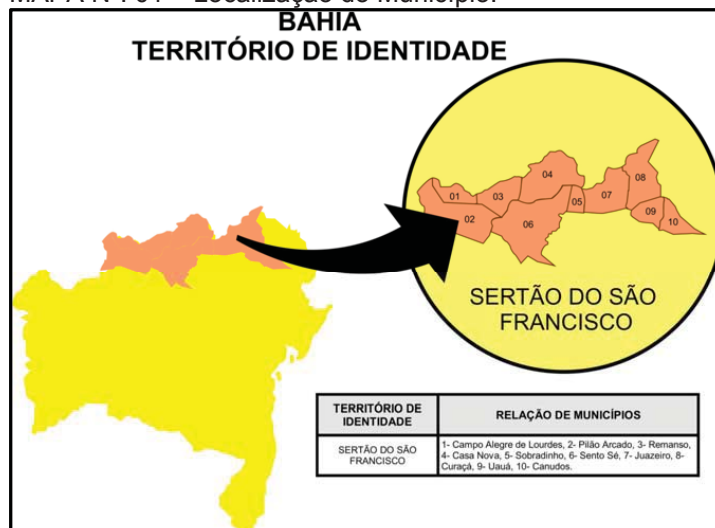 MAPA N.º 01 – Localização do Município.
BAHIA
TERRITÓRIO DE IDENTIDADE
04
08
01
03
07
05
02
06
09
10
SERTÃO DO SÃO
FRANCISCO
TERRITÓRIO DE
IDENTIDADE
RELAÇÃO DE MUNICÍPIOS
SERTÃO DO SÃO
FRANCISCO
1- Campo Alegre de Lourdes, 2- Pilão Arcado, 3- Remanso,
4- Casa Nova, 5- Sobradinho, 6- Sento Sé, 7- Juazeiro, 8-
Curaçá, 9- Uauá, 10- Canudos.